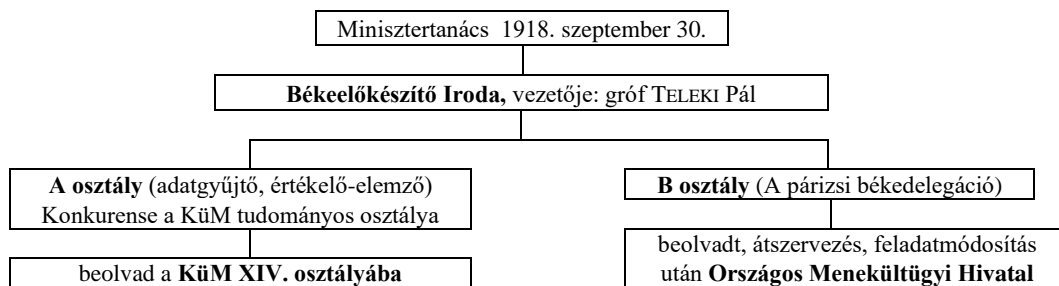 Minisztertanács 1918. szeptember 30.
Békeelőkészítő Iroda, vezetője: gróf TELEKI Pál
A osztály (adatgyűjtő, értékelő-elemző)
Konkurense a KüM tudományos osztálya
B osztály (A párizsi békedelegáció)
beolvad a KüM XIV. osztályába
beolvadt, átszervezés, feladatmódosítás
után Országos Menekültügyi Hivatal